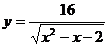 y = 16 / √(x² − x − 2)